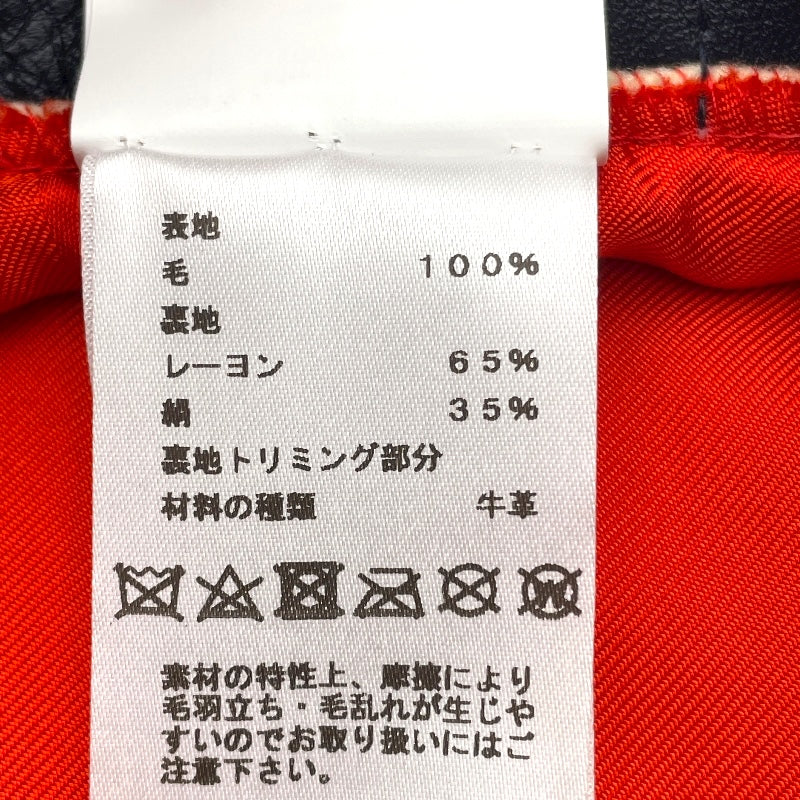 表地
毛 100%
裏地
レーヨン 65%
絹 35%
裏地トリミング部分
材料の種類 牛革
W
素材の特性上、摩擦により
毛羽立ち・毛乱れが生じや
すいのでお取り扱いにはご
注意下さい。